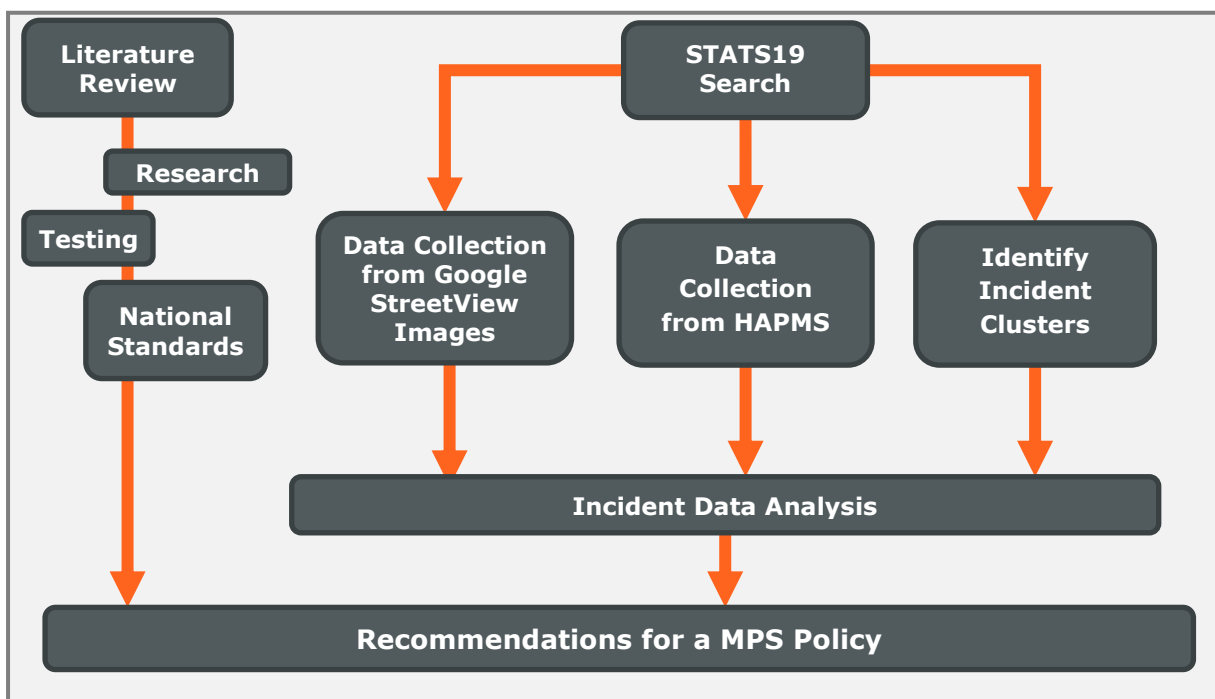 Literature
Review
STATS19
Search
Research
Testing
National
Standards
Data Collection
from Google
StreetView
Images
Data
Collection
from HAPMS
Identify
Incident
Clusters
Incident Data Analysis
Recommendations for a MPS Policy